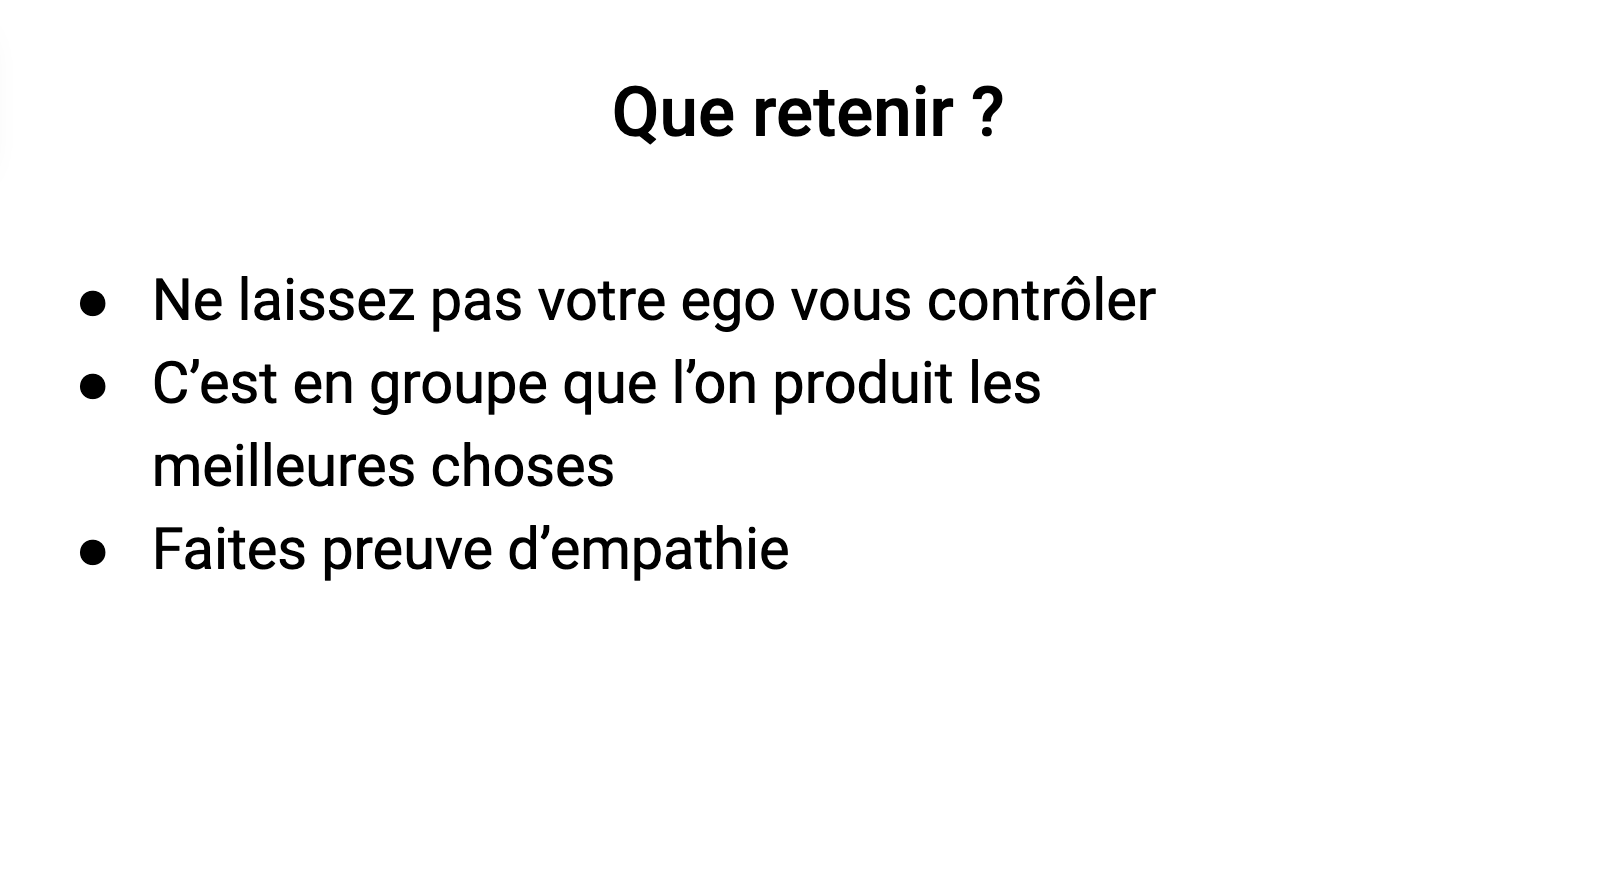 Que retenir ?
● Ne laissez pas votre ego vous contrôler
● C’est en groupe que l’on produit les
meilleures choses
● Faites preuve d’empathie